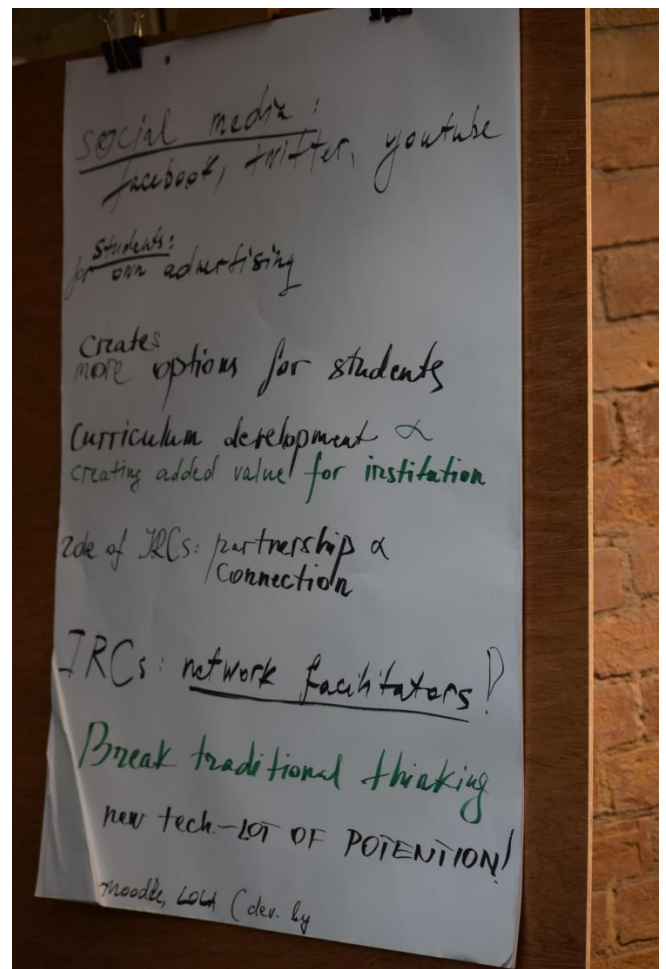 social media:
facebook, twitter, youtube
students:
for own advertising
creates
more options for students
Curriculum development &
creating added value for institution
role of IRCs: partnership &
connection
IRCs: network facilitators!
Break traditional thinking
new tech. - LOT OF POTENTION!
moodle, LOLA (dev. by